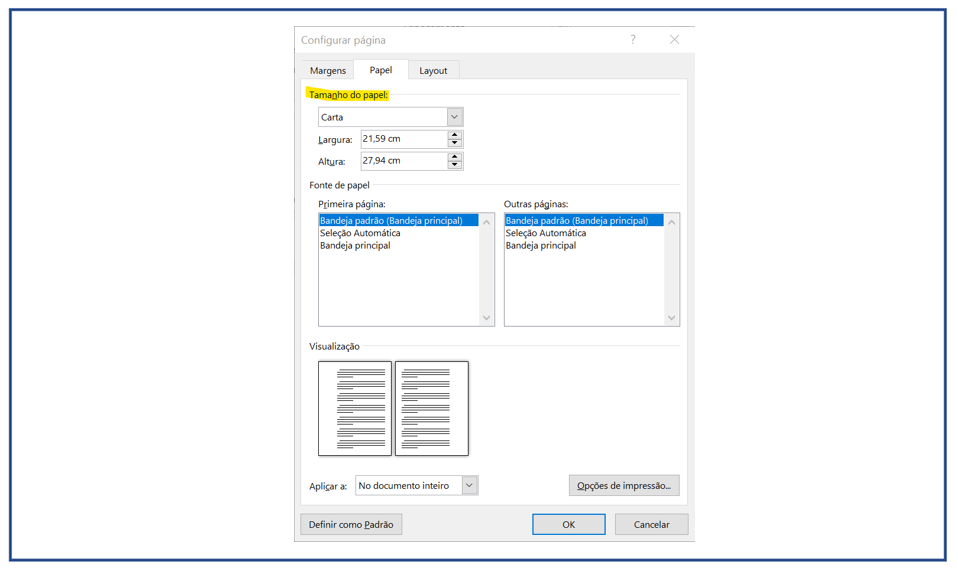 Configurar página
?
Margens
Papel
Layout
Tamanho do papel:
Carta
Largura:
21,59 cm
Altura:
27,94 cm
Fonte de papel
Primeira página:
Bandeja padrão (Bandeja principal)
Seleção Automática
Bandeja principal
Outras páginas:
Bandeja padrão (Bandeja principal)
Seleção Automática
Bandeja principal
Visualização
Aplicar a:
No documento inteiro
Opções de impressão...
Definir como Padrão
OK
Cancelar